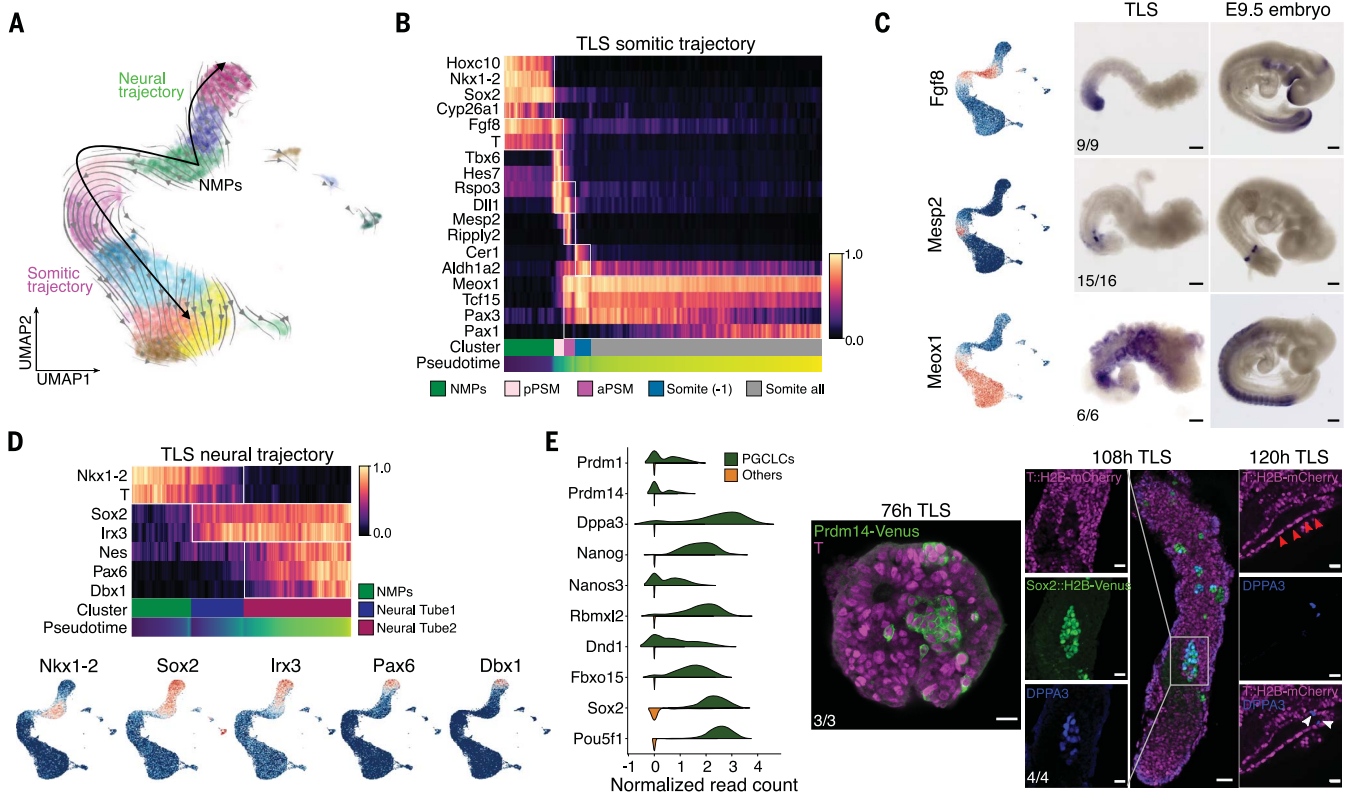 A
Neural
trajectory
NMPs
Somitic
trajectory
UMAP2
UMAP1
B
TLS somitic trajectory
Hoxc10
Nkx1-2
Sox2
Cyp26a1
Fgf8
T
Tbx6
Hes7
Rspo3
Dll1
Mesp2
Ripply2
Cer1
Aldh1a2
Meox1
Tcf15
Pax3
Pax1
Cluster
Pseudotime
1.0
0.0
NMPs
pPSM
aPSM
Somite (-1)
Somite all
C
TLS
E9.5 embryo
Fgf8
9/9
Mesp2
15/16
Meox1
6/6
D
TLS neural trajectory
Nkx1-2
T
Sox2
Irx3
Nes
Pax6
Dbx1
Cluster
Pseudotime
1.0
0.0
NMPs
Neural Tube1
Neural Tube2
Nkx1-2
Sox2
Irx3
Pax6
Dbx1
E
Prdm1
Prdm14
Dppa3
Nanog
Nanos3
Rbmxl2
Dnd1
Fbxo15
Sox2
Pou5f1
0
1
2
3
4
Normalized read count
PGCLCs
Others
76h TLS
Prdm14-Venus
T
3/3
108h TLS
T::H2B-mCherry
Sox2::H2B-Venus
DPPA3
4/4
120h TLS
T::H2B-mCherry
DPPA3
T::H2B-mCherry
DPPA3